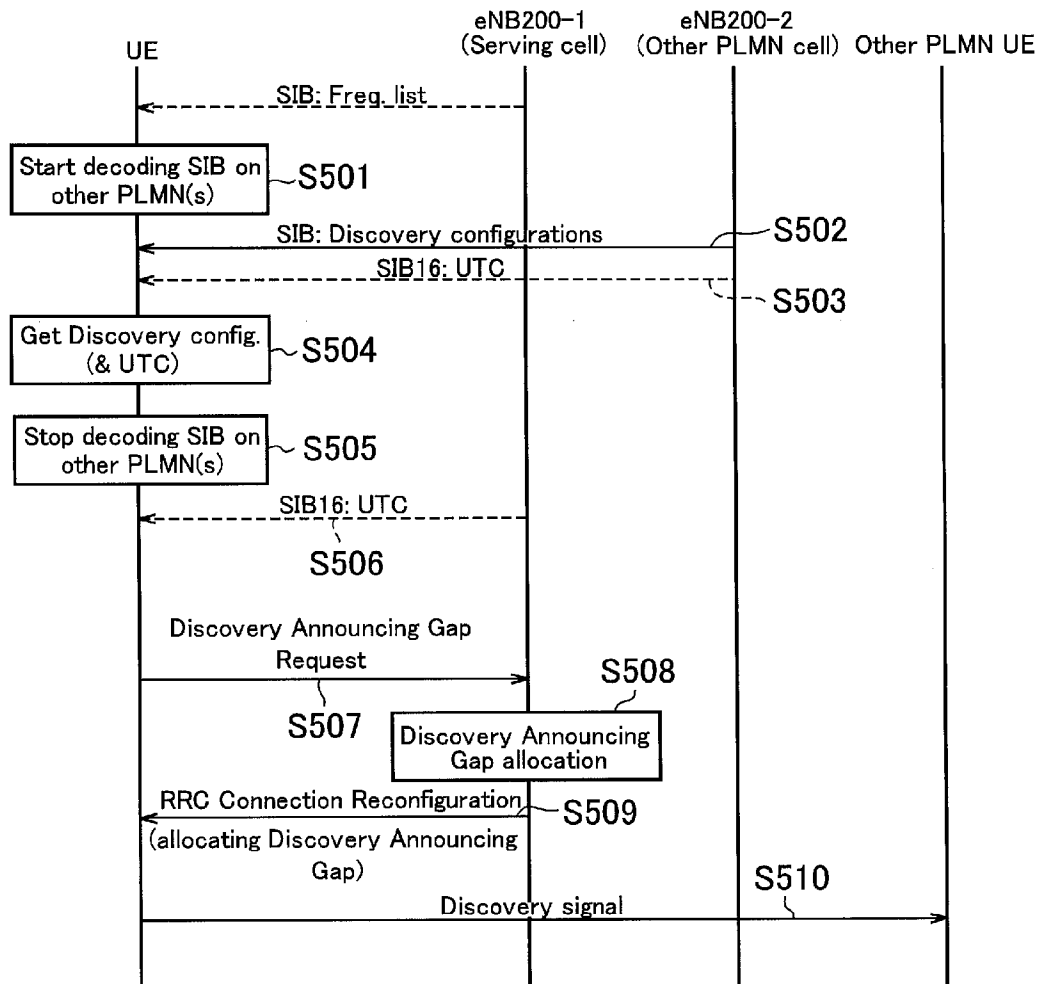 UE
eNB200-1
(Serving cell)
eNB200-2
(Other PLMN cell)
Other PLMN UE
SIB: Freq. list
Start decoding SIB on
other PLMN(s)
S501
SIB: Discovery configurations
S502
SIB16: UTC
S503
Get Discovery config.
(& UTC)
S504
Stop decoding SIB on
other PLMN(s)
S505
SIB16: UTC
S506
Discovery Announcing Gap
Request
S507
S508
Discovery Announcing
Gap allocation
RRC Connection Reconfiguration
S509
(allocating Discovery Announcing
Gap)
S510
Discovery signal